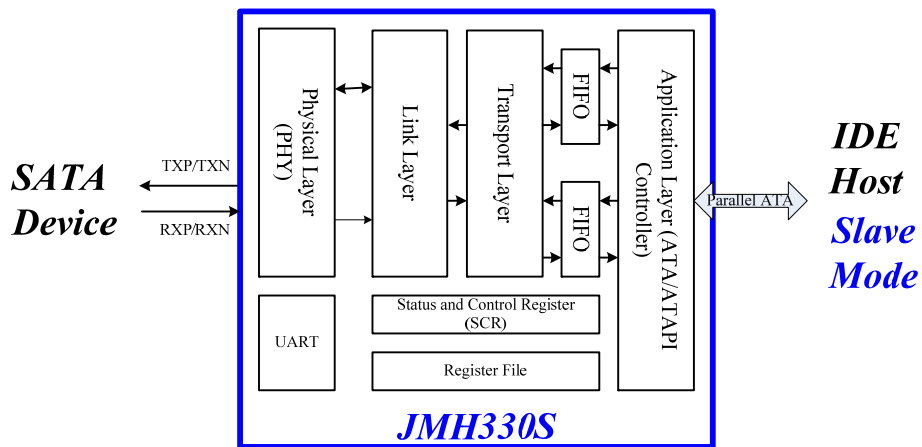 SATA
Device
TXP/TXN
RXP/RXN
Physical Layer
(PHY)
Link Layer
Transport Layer
FIFO
FIFO
Application Layer (ATA/ATAPI
Controller)
Parallel ATA
IDE
Host
Slave
Mode
UART
Status and Control Register
(SCR)
Register File
JMH330S